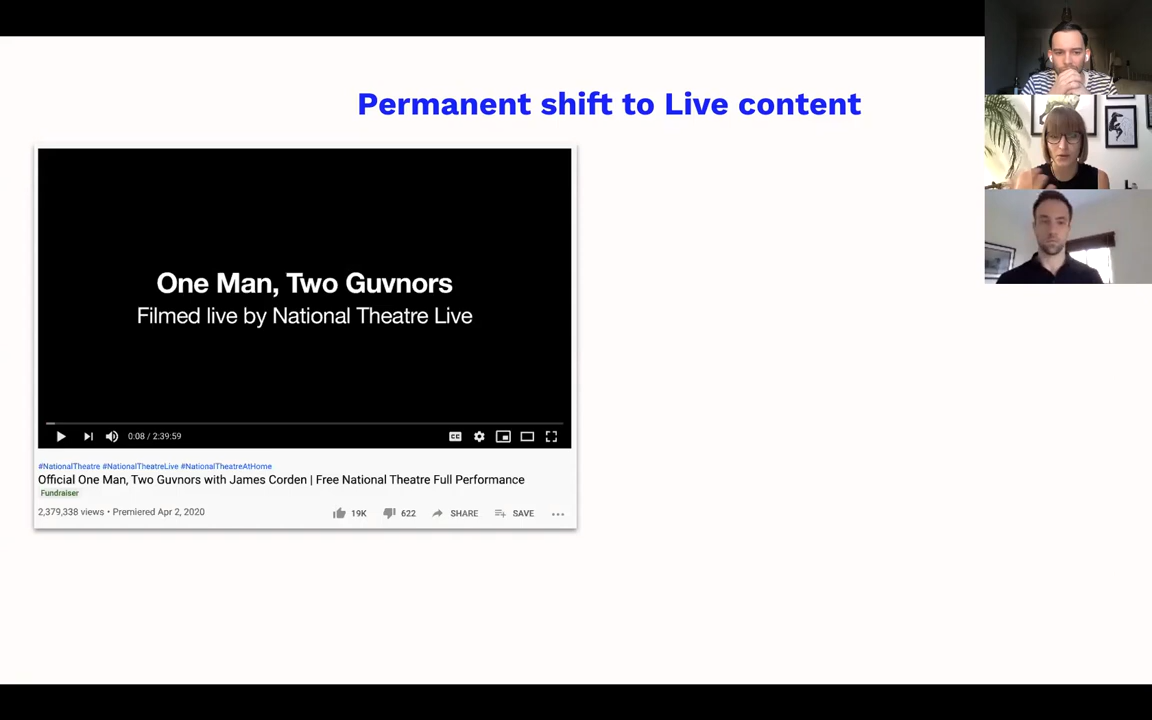 Permanent shift to Live content
One Man, Two Guvnors
Filmed live by National Theatre Live
0:08 / 2:39:59
CC
#NationalTheatre #NationalTheatreLive #NationalTheatreAtHome
Official One Man, Two Guvnors with James Corden | Free National Theatre Full Performance
Fundraiser
2,379,338 views • Premiered Apr 2, 2020 19K 622 SHARE SAVE